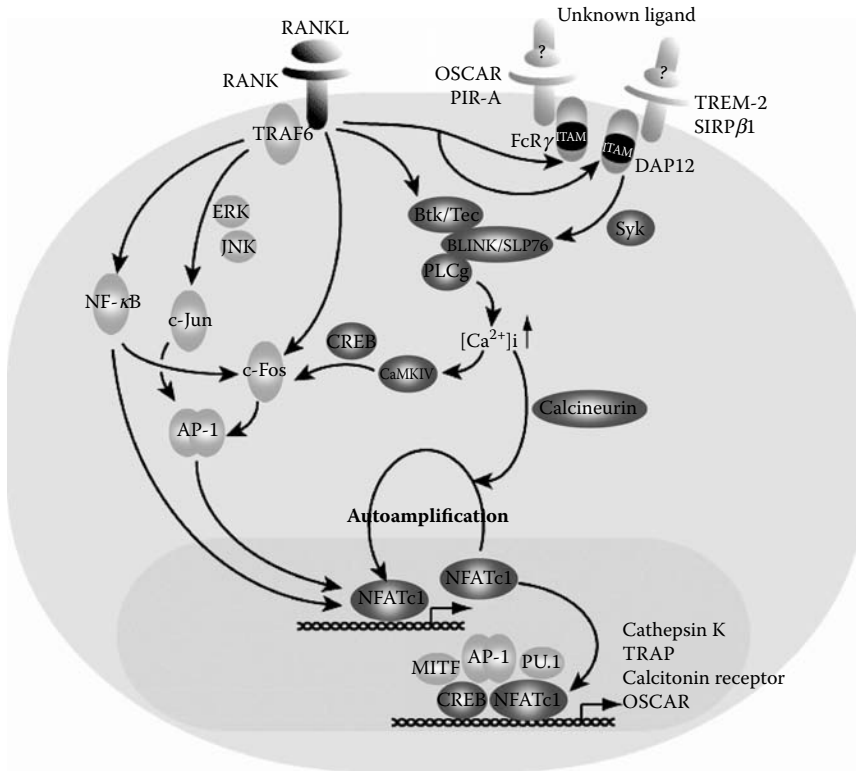 Unknown ligand
RANKL
?
?
RANK
OSCAR
PIR-A
TREM-2
SIRPβ1
TRAF6
FcRγ
ITAM
ITAM
DAP12
ERK
JNK
Btk/Tec
BLINK/SLP76
PLCg
Syk
NF-κB
c-Jun
[Ca2+]i
CREB
c-Fos
CaMKIV
Calcineurin
AP-1
Autoamplification
NFATc1
NFATc1
Cathepsin K
TRAP
Calcitonin receptor
OSCAR
MITF
AP-1
PU.1
CREB
NFATc1